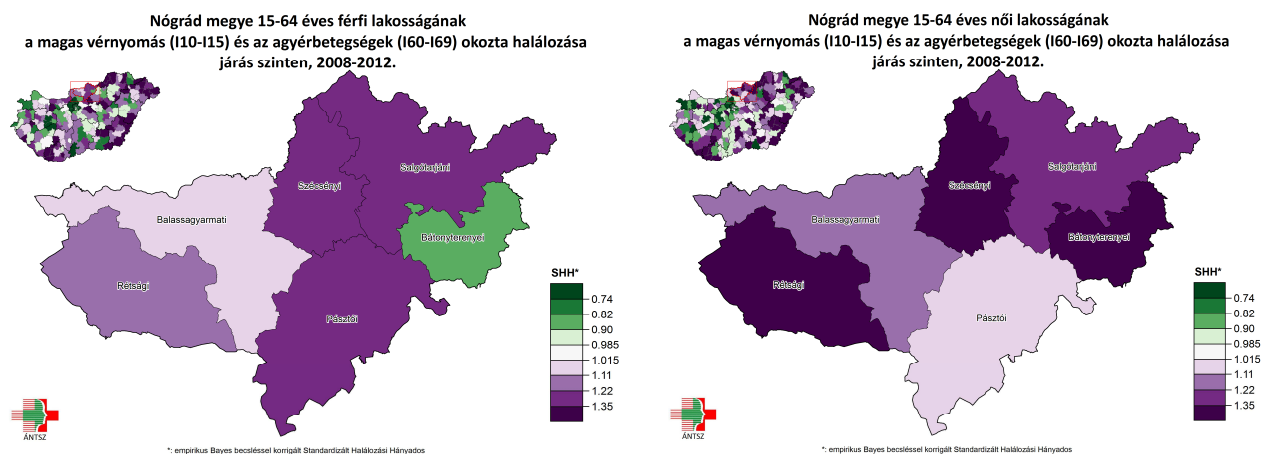 Nógrád megye 15-64 éves férfi lakosságának
a magas vérnyomás (I10-I15) és az agyérbetegségek (I60-I69) okozta halálozása
járás szinten, 2008-2012.
Salgótarjáni
Szécsényi
Balassagyarmati
Bátonyterenyei
Rétsági
Pásztói
SHH*
0.74
0.02
0.90
0.985
1.015
1.11
1.22
1.35
ÁNTSZ
*: empirikus Bayes becsléssel korrigált Standardizált Halálozási Hányados
Nógrád megye 15-64 éves női lakosságának
a magas vérnyomás (I10-I15) és az agyérbetegségek (I60-I69) okozta halálozása
járás szinten, 2008-2012.
Salgótarjáni
Szécsényi
Balassagyarmati
Bátonyterenyei
Rétsági
Pásztói
SHH*
0.74
0.02
0.90
0.985
1.015
1.11
1.22
1.35
ÁNTSZ
*: empirikus Bayes becsléssel korrigált Standardizált Halálozási Hányados